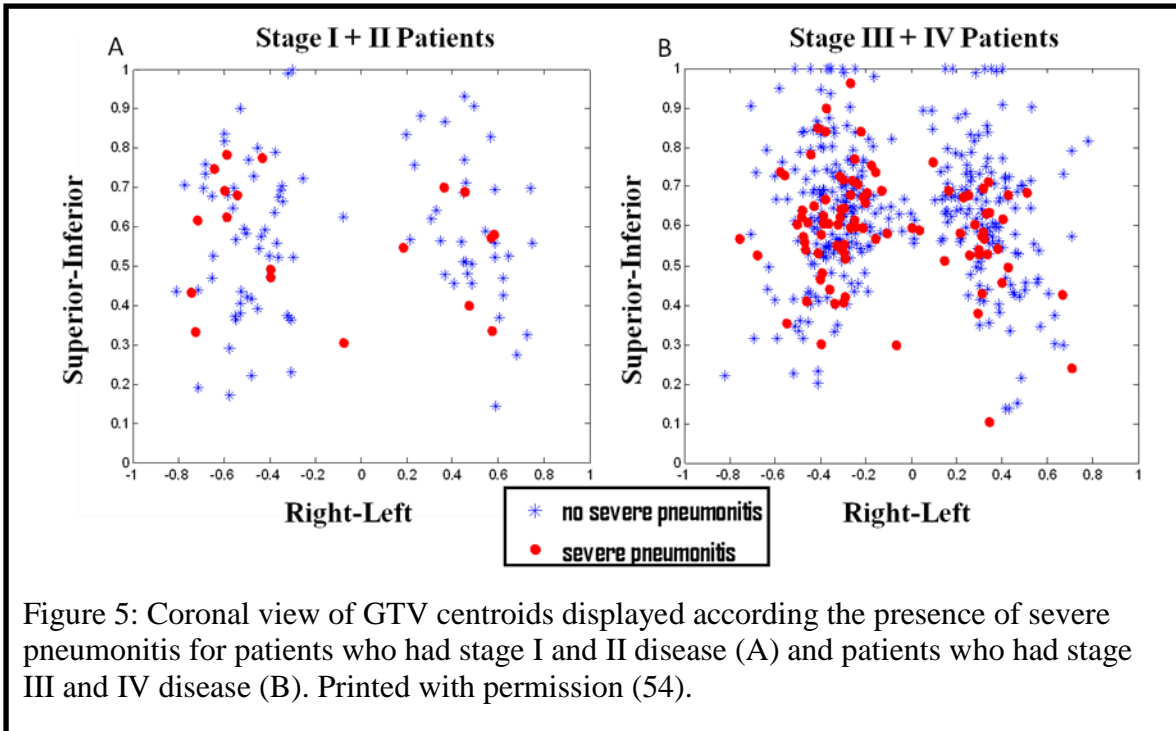 A
Stage I + II Patients
1
0.9
0.8
0.7
0.6
0.5
0.4
0.3
0.2
0.1
0
-1 -0.8 -0.6 -0.4 -0.2 0 0.2 0.4 0.6 0.8 1
Superior-Inferior
Right-Left
B
Stage III + IV Patients
1
0.9
0.8
0.7
0.6
0.5
0.4
0.3
0.2
0.1
0
-1 -0.8 -0.6 -0.4 -0.2 0 0.2 0.4 0.6 0.8 1
Superior-Inferior
Right-Left
no severe pneumonitis
severe pneumonitis
Figure 5: Coronal view of GTV centroids displayed according the presence of severe
pneumonitis for patients who had stage I and II disease (A) and patients who had stage
III and IV disease (B). Printed with permission (54).